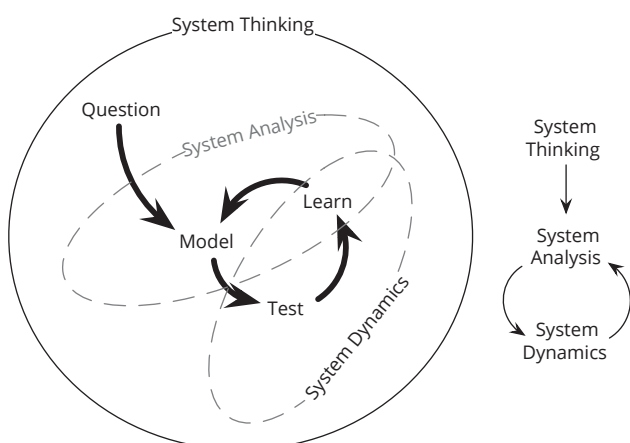 System Thinking
Question
System Analysis
Learn
Model
Test
System Dynamics
System
Thinking
System
Analysis
System
Dynamics